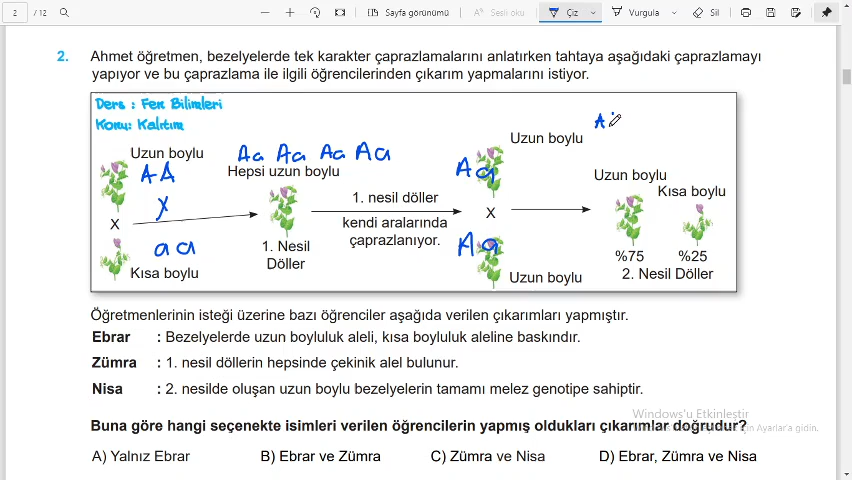 2 / 12 Sayfa görünümü Sesli oku Çiz Vurgula Sil
2. Ahmet öğretmen, bezelyelerde tek karakter çaprazlamalarını anlatırken tahtaya aşağıdaki çaprazlamayı
yapıyor ve bu çaprazlama ile ilgili öğrencilerinden çıkarım yapmalarını istiyor.
Ders : Fen Bilimleri
Konu: Kalıtım
Uzun boylu
AA
X
X
aa
Kısa boylu
Aa Aa Aa Aa
Hepsi uzun boylu
1. Nesil
Döller
1. nesil döller
kendi aralarında
çaprazlanıyor.
Uzun boylu
Aa
X
Aa
Uzun boylu
A
Uzun boylu
Kısa boylu
%75 %25
2. Nesil Döller
Öğretmenlerinin isteği üzerine bazı öğrenciler aşağıda verilen çıkarımları yapmıştır.
Ebrar : Bezelyelerde uzun boyluluk aleli, kısa boyluluk aleline baskındır.
Zümra : 1. nesil döllerin hepsinde çekinik alel bulunur.
Nisa : 2. nesilde oluşan uzun boylu bezelyelerin tamamı melez genotipe sahiptir.
Windows'u Etkinleştir
Buna göre hangi seçenekte isimleri verilen öğrencilerin yapmış oldukları çıkarımlar doğrudur?
için Ayarlar'a gidin.
A) Yalnız Ebrar B) Ebrar ve Zümra C) Zümra ve Nisa D) Ebrar, Zümra ve Nisa